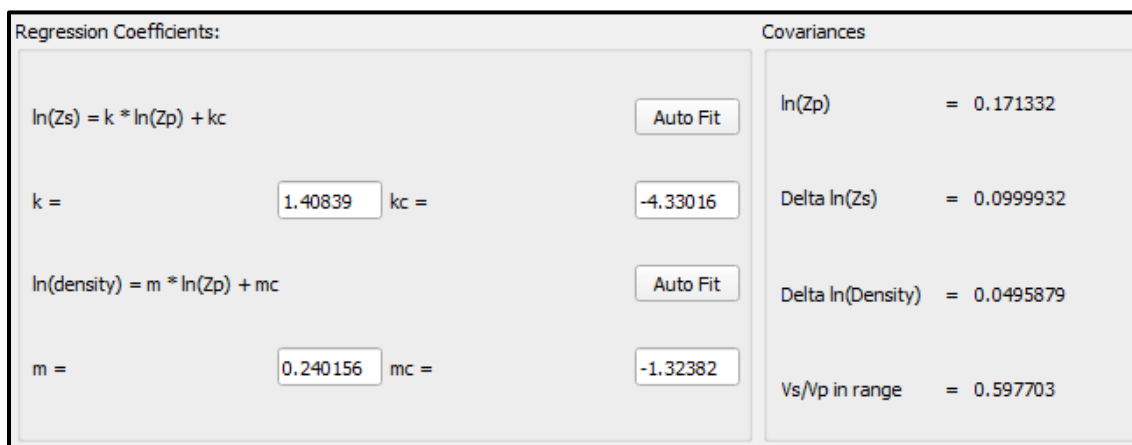 Regression Coefficients:
ln(Zs) = k * ln(Zp) + kc
Auto Fit
k =
1.40839
kc =
-4.33016
ln(density) = m * ln(Zp) + mc
Auto Fit
m =
0.240156
mc =
-1.32382
Covariances
ln(Zp) = 0.171332
Delta ln(Zs) = 0.0999932
Delta ln(Density) = 0.0495879
Vs/Vp in range = 0.597703